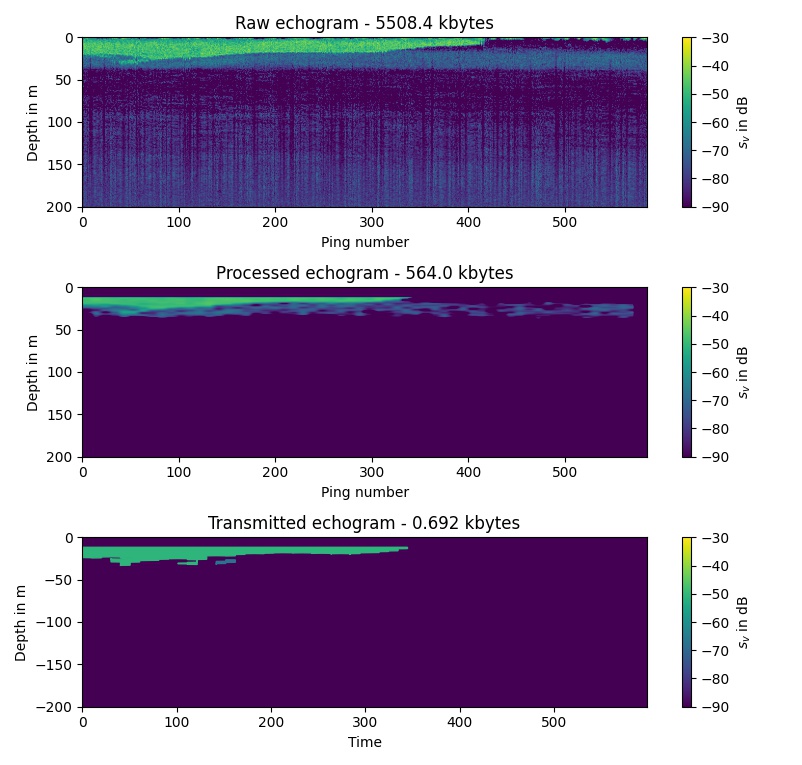 Raw echogram - 5508.4 kbytes
0
50
100
150
200
Depth in m
0 100 200 300 400 500
Ping number
−30
−40
−50
−60
−70
−80
−90
sᵥ in dB
Processed echogram - 564.0 kbytes
0
50
100
150
200
Depth in m
0 100 200 300 400 500
Ping number
−30
−40
−50
−60
−70
−80
−90
sᵥ in dB
Transmitted echogram - 0.692 kbytes
0
−50
−100
−150
−200
Depth in m
0 100 200 300 400 500
Time
−30
−40
−50
−60
−70
−80
−90
sᵥ in dB